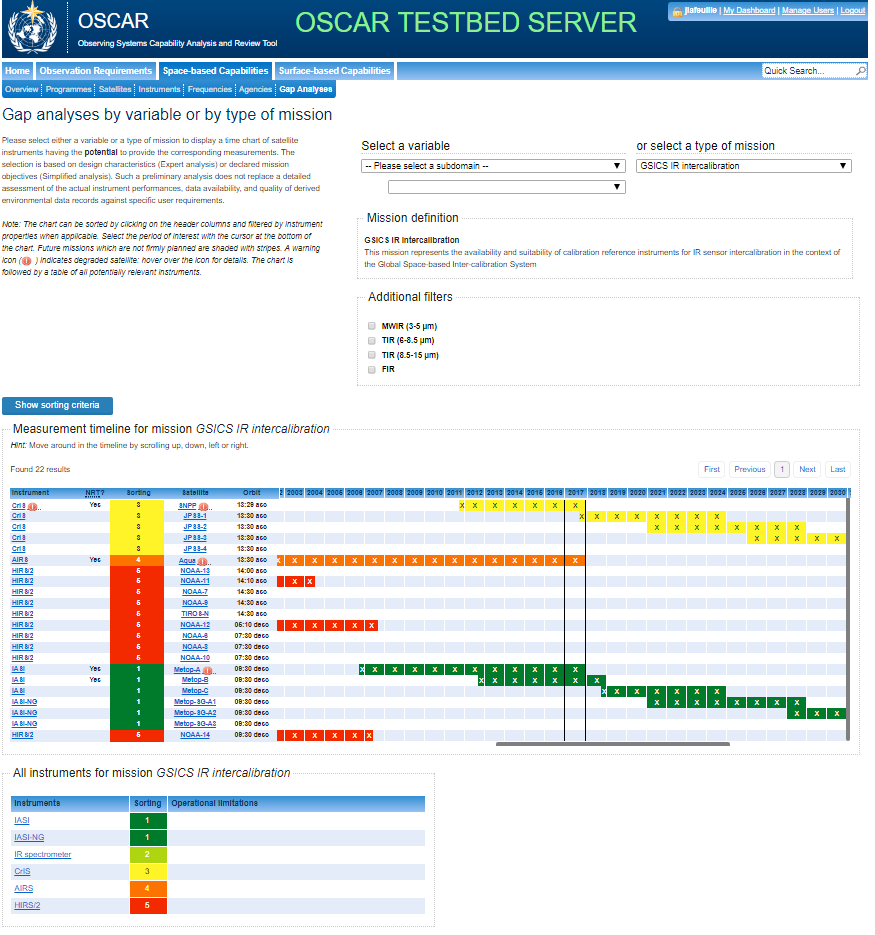 OSCAR
Observing Systems Capability Analysis and Review Tool
OSCAR TESTBED SERVER
jlafeuille | My Dashboard | Manage Users | Logout
Home Observation Requirements Space-based Capabilities Surface-based Capabilities
Quick Search...
Overview Programmes Satellites Instruments Frequencies Agencies Gap Analyses
Gap analyses by variable or by type of mission
Please select either a variable or a type of mission to display a time chart of satellite
instruments having the potential to provide the corresponding measurements. The
selection is based on design characteristics (Expert analysis) or declared mission
objectives (Simplified analysis). Such a preliminary analysis does not replace a detailed
assessment of the actual instrument performances, data availability, and quality of derived
environmental data records against specific user requirements.
Note: The chart can be sorted by clicking on the header columns and filtered by instrument
properties when applicable. Select the period of interest with the cursor at the bottom of
the chart. Future missions which are not firmly planned are shaded with stripes. A warning
icon ( ) indicates degraded satellite: hover over the icon for details. The chart is
followed by a table of all potentially relevant instruments.
Select a variable
-- Please select a subdomain --
or select a type of mission
GSICS IR intercalibration
Mission definition
GSICS IR intercalibration
This mission represents the availability and suitability of calibration reference instruments for IR sensor intercalibration in the context of
the Global Space-based Inter-calibration System
Additional filters
MWIR (3-5 µm)
TIR (6-8.5 µm)
TIR (8.5-15 µm)
FIR
Show sorting criteria
Measurement timeline for mission GSICS IR intercalibration
Hint: Move around in the timeline by scrolling up, down, left or right.
Found 22 results
First Previous 1 Next Last
Instrument NRT? Sorting Satellite Orbit 2 2003 2004 2005 2006 2007 2008 2009 2010 2011 2012 2013 2014 2015 2016 2017 2018 2019 2020 2021 2022 2023 2024 2025 2026 2027 2028 2029 2030
CrIS .. Yes 3 SNPP .. 13:29 asc X X X X X X X
CrIS 3 JPSS-1 13:30 asc X X X X X X X X
CrIS 3 JPSS-2 13:30 asc X X X X X X X X
CrIS 3 JPSS-3 13:30 asc X X X X X
CrIS 3 JPSS-4 13:30 asc
AIRS Yes 4 Aqua .. 13:30 asc X X X X X X X X X X X X X X X X
HIRS/2 5 NOAA-13 14:00 asc
HIRS/2 5 NOAA-11 14:10 asc X X
HIRS/2 5 NOAA-7 14:30 asc
HIRS/2 5 NOAA-9 14:30 asc
HIRS/2 5 TIROS-N 14:30 asc
HIRS/2 5 NOAA-12 05:10 desc X X X X X
HIRS/2 5 NOAA-6 07:30 desc
HIRS/2 5 NOAA-8 07:30 desc
HIRS/2 5 NOAA-10 07:30 desc
IASI Yes 1 Metop-A .. 09:30 desc X X X X X X X X X X X X
IASI Yes 1 Metop-B 09:30 desc X X X X X X X
IASI 1 Metop-C 09:30 desc X X X X X X X
IASI-NG 1 Metop-SG-A1 09:30 desc X X X X X X X X
IASI-NG 1 Metop-SG-A2 09:30 desc X X X
IASI-NG 1 Metop-SG-A3 09:30 desc
HIRS/2 5 NOAA-14 09:30 desc X X X X X
All instruments for mission GSICS IR intercalibration
Instruments Sorting Operational limitations
IASI 1
IASI-NG 1
IR spectrometer 2
CrIS 3
AIRS 4
HIRS/2 5